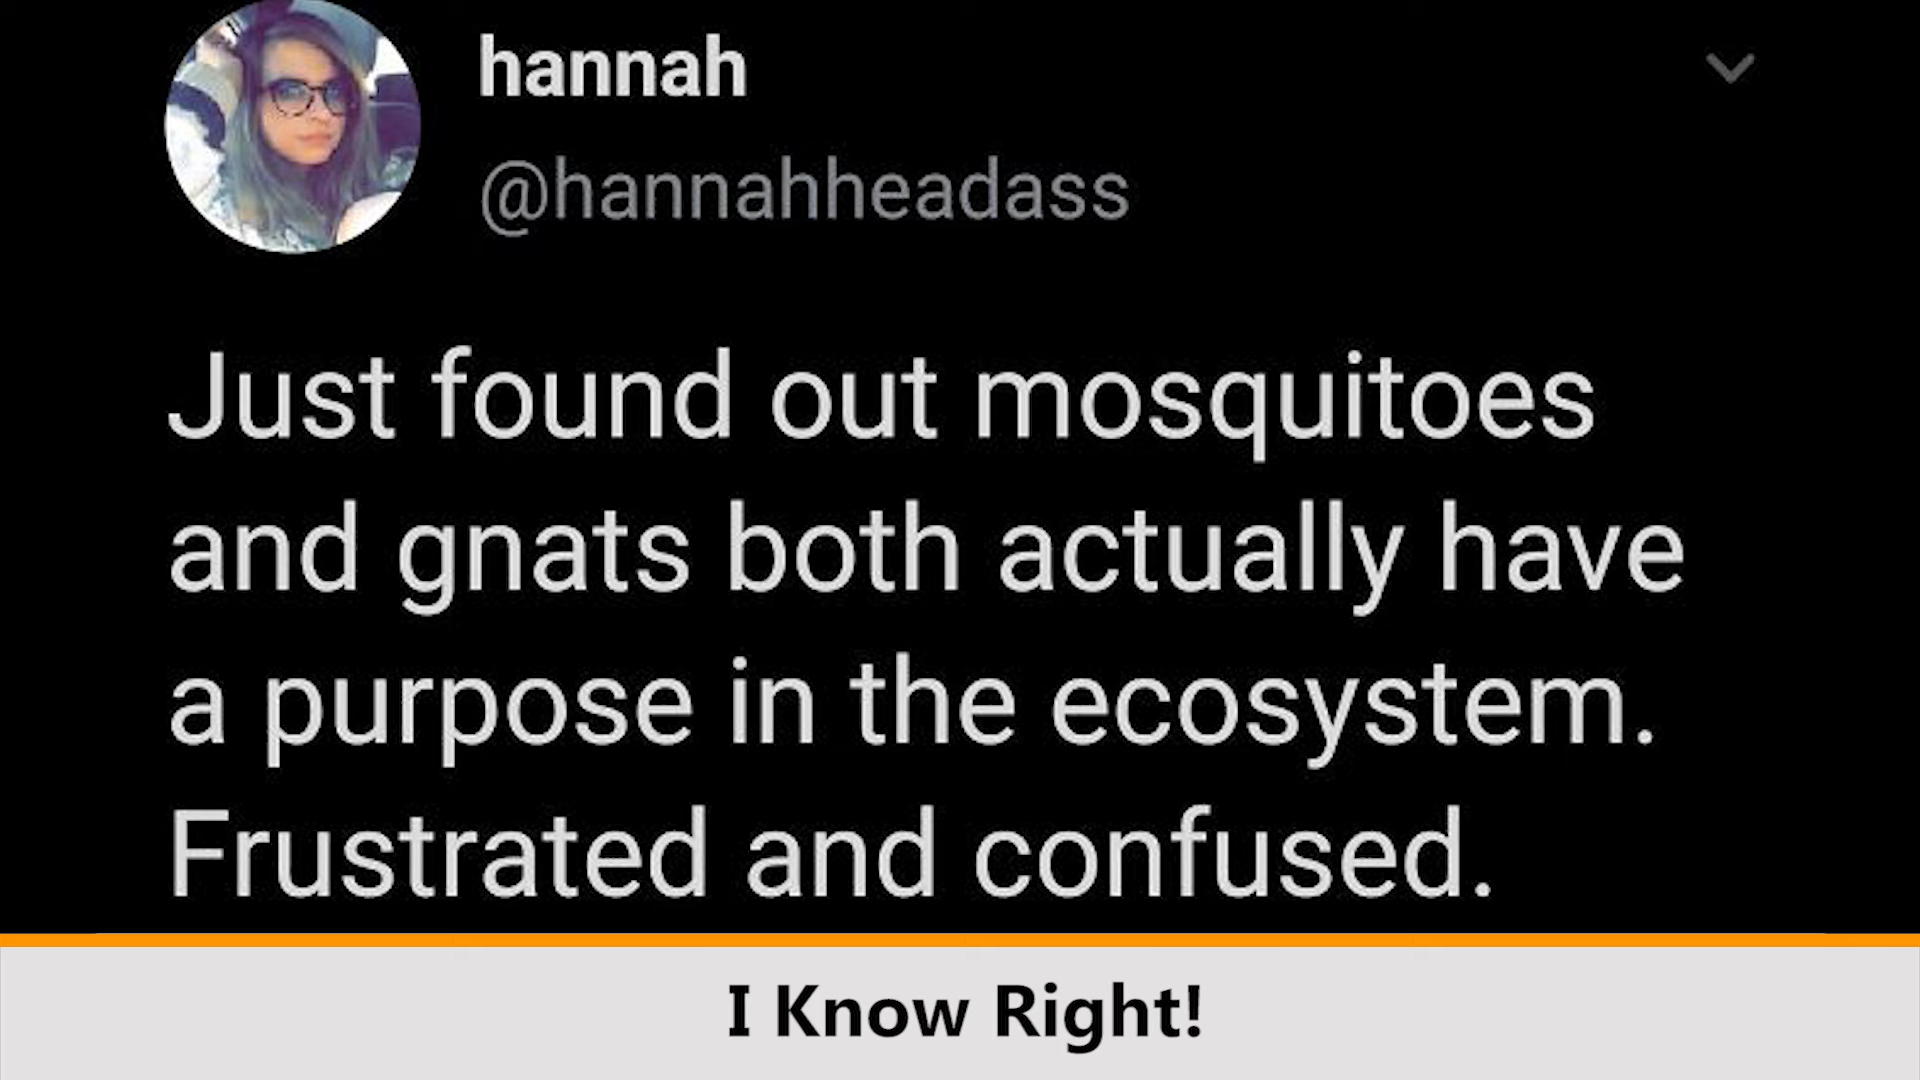 hannah
@hannahheadass
Just found out mosquitoes
and gnats both actually have
a purpose in the ecosystem.
Frustrated and confused.
I Know Right!